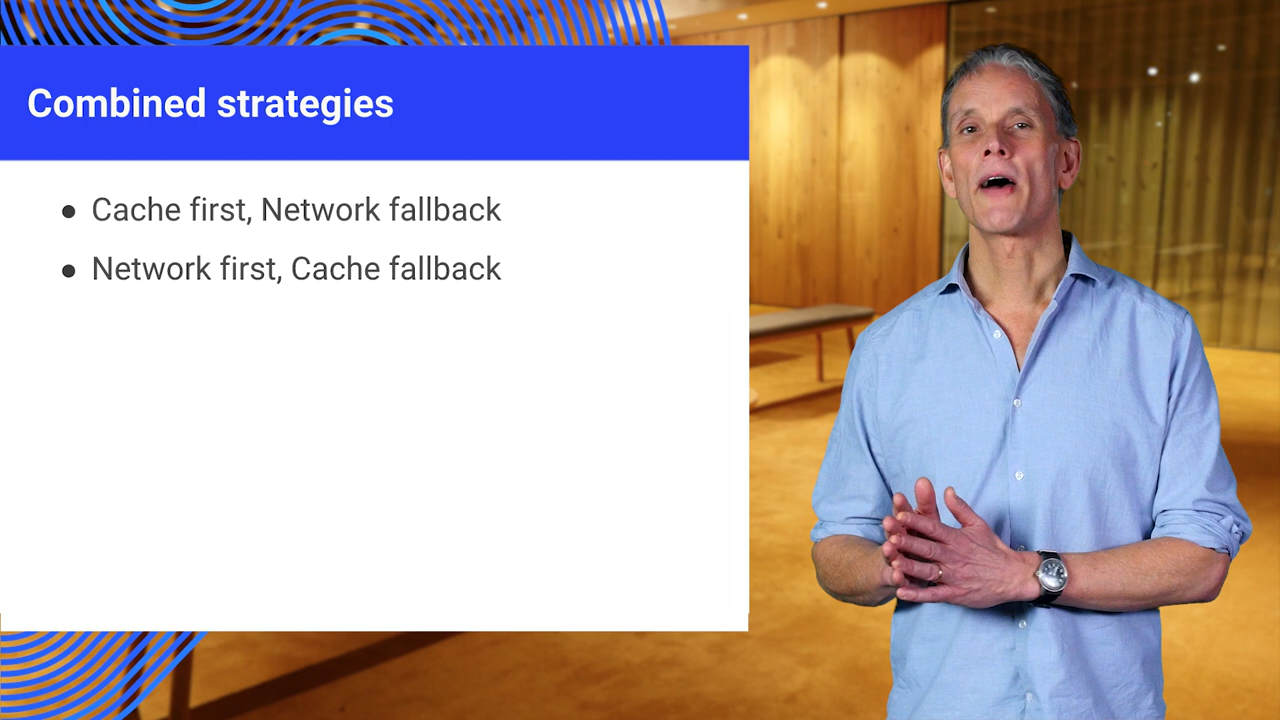 Combined strategies
● Cache first, Network fallback
● Network first, Cache fallback